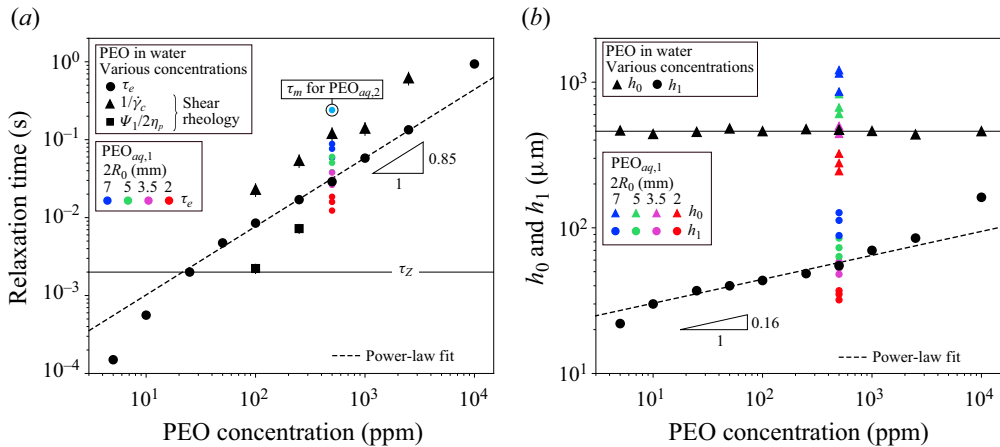 (a)
PEO in water
Various concentrations
τe
1/γ̇c
Ψ1/2ηp
Shear
rheology
PEOaq,1
2R0 (mm)
7 5 3.5 2
τe
τm for PEOaq,2
0.85
1
τZ
Power-law fit
10^0
10^−1
10^−2
10^−3
10^−4
Relaxation time (s)
10^1 10^2 10^3 10^4
PEO concentration (ppm)
(b)
PEO in water
Various concentrations
h0 h1
PEOaq,1
2R0 (mm)
7 5 3.5 2
h0
h1
0.16
1
Power-law fit
10^3
10^2
10^1
h0 and h1 (μm)
10^1 10^2 10^3 10^4
PEO concentration (ppm)